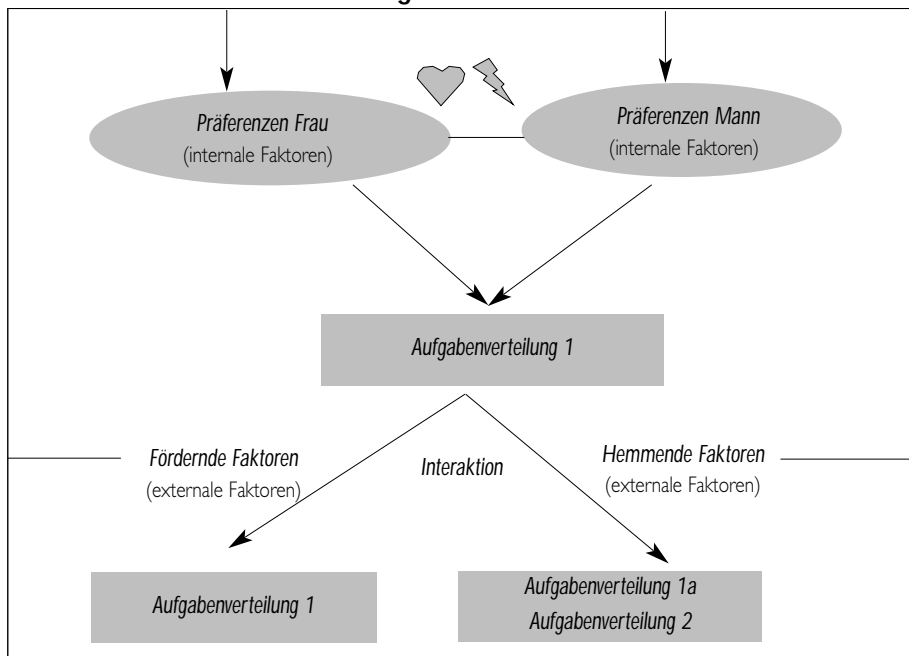 Präferenzen Frau
(internale Faktoren)
Präferenzen Mann
(internale Faktoren)
Aufgabenverteilung 1
Fördernde Faktoren
(externale Faktoren)
Interaktion
Hemmende Faktoren
(externale Faktoren)
Aufgabenverteilung 1
Aufgabenverteilung 1a
Aufgabenverteilung 2